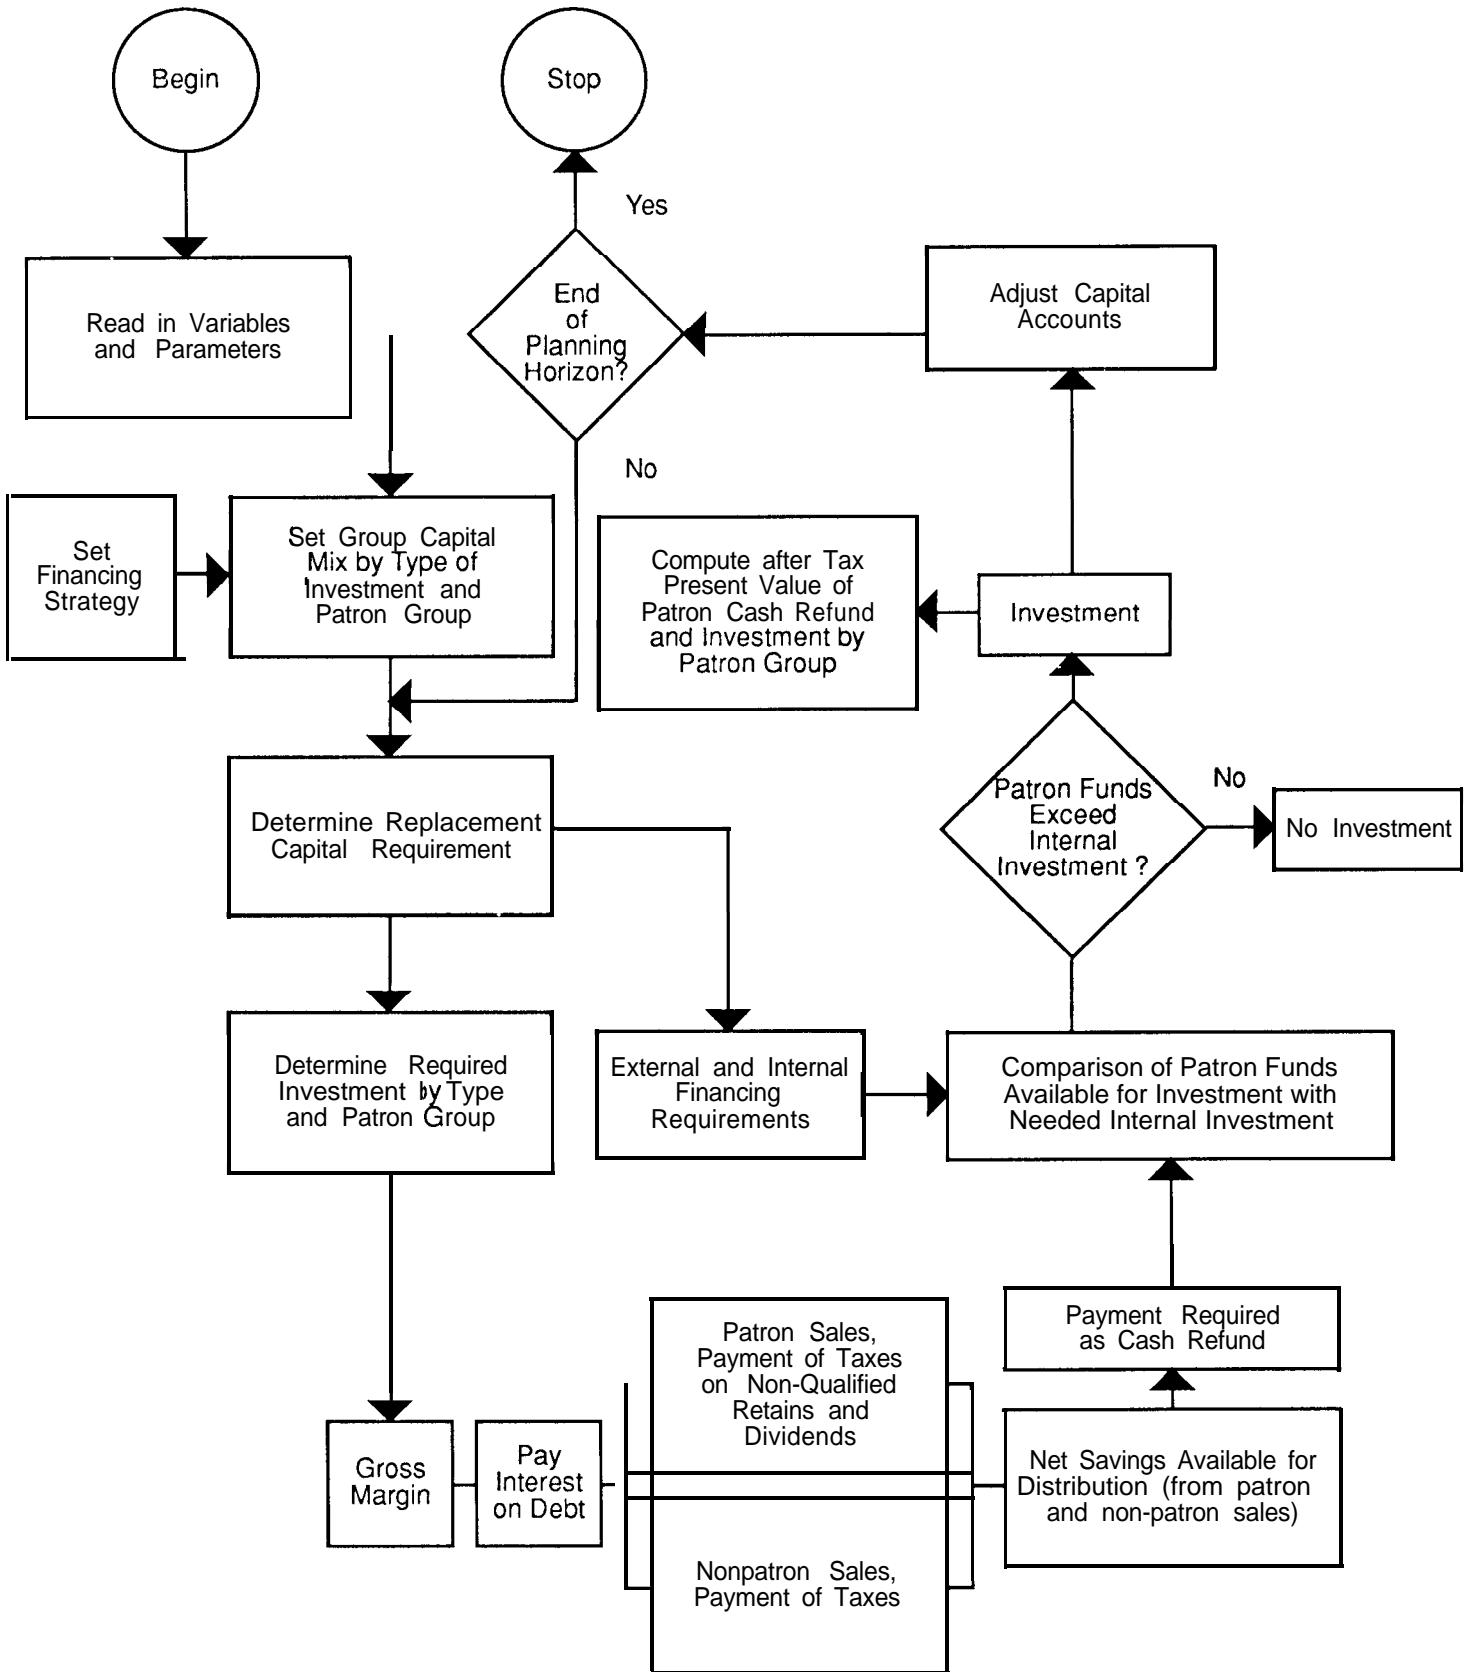 Begin
Stop
Yes
Read in Variables
and Parameters
End
of
Planning
Horizon?
Adjust Capital
Accounts
No
Set
Financing
Strategy
Set Group Capital
Mix by Type of
Investment and
Patron Group
Compute after Tax
Present Value of
Patron Cash Refund
and Investment by
Patron Group
Investment
Determine Replacement
Capital Requirement
Patron Funds
Exceed
Internal
Investment ?
No
No Investment
Determine Required
Investment by Type
and Patron Group
External and Internal
Financing
Requirements
Comparison of Patron Funds
Available for Investment with
Needed Internal Investment
Payment Required
as Cash Refund
Patron Sales,
Payment of Taxes
on Non-Qualified
Retains and
Dividends
Gross
Margin
Pay
Interest
on Debt
Net Savings Available for
Distribution (from patron
and non-patron sales)
Nonpatron Sales,
Payment of Taxes